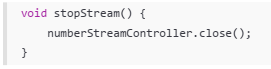 void stopStream() {
    numberStreamController.close();
}